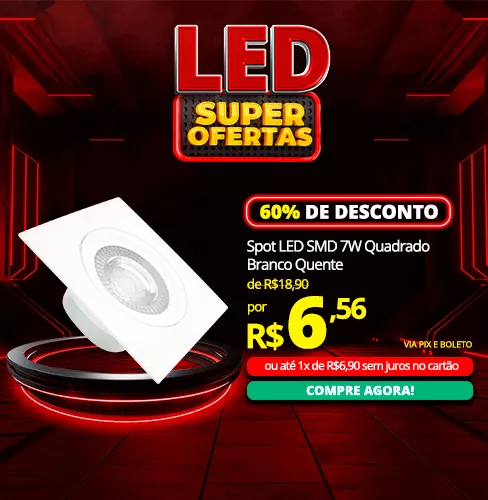 LED
SUPER
OFERTAS
60% DE DESCONTO
Spot LED SMD 7W Quadrado
Branco Quente
de R$18,90
por
R$6,56
VIA PIX E BOLETO
ou até 1x de R$6,90 sem juros no cartão
COMPRE AGORA!